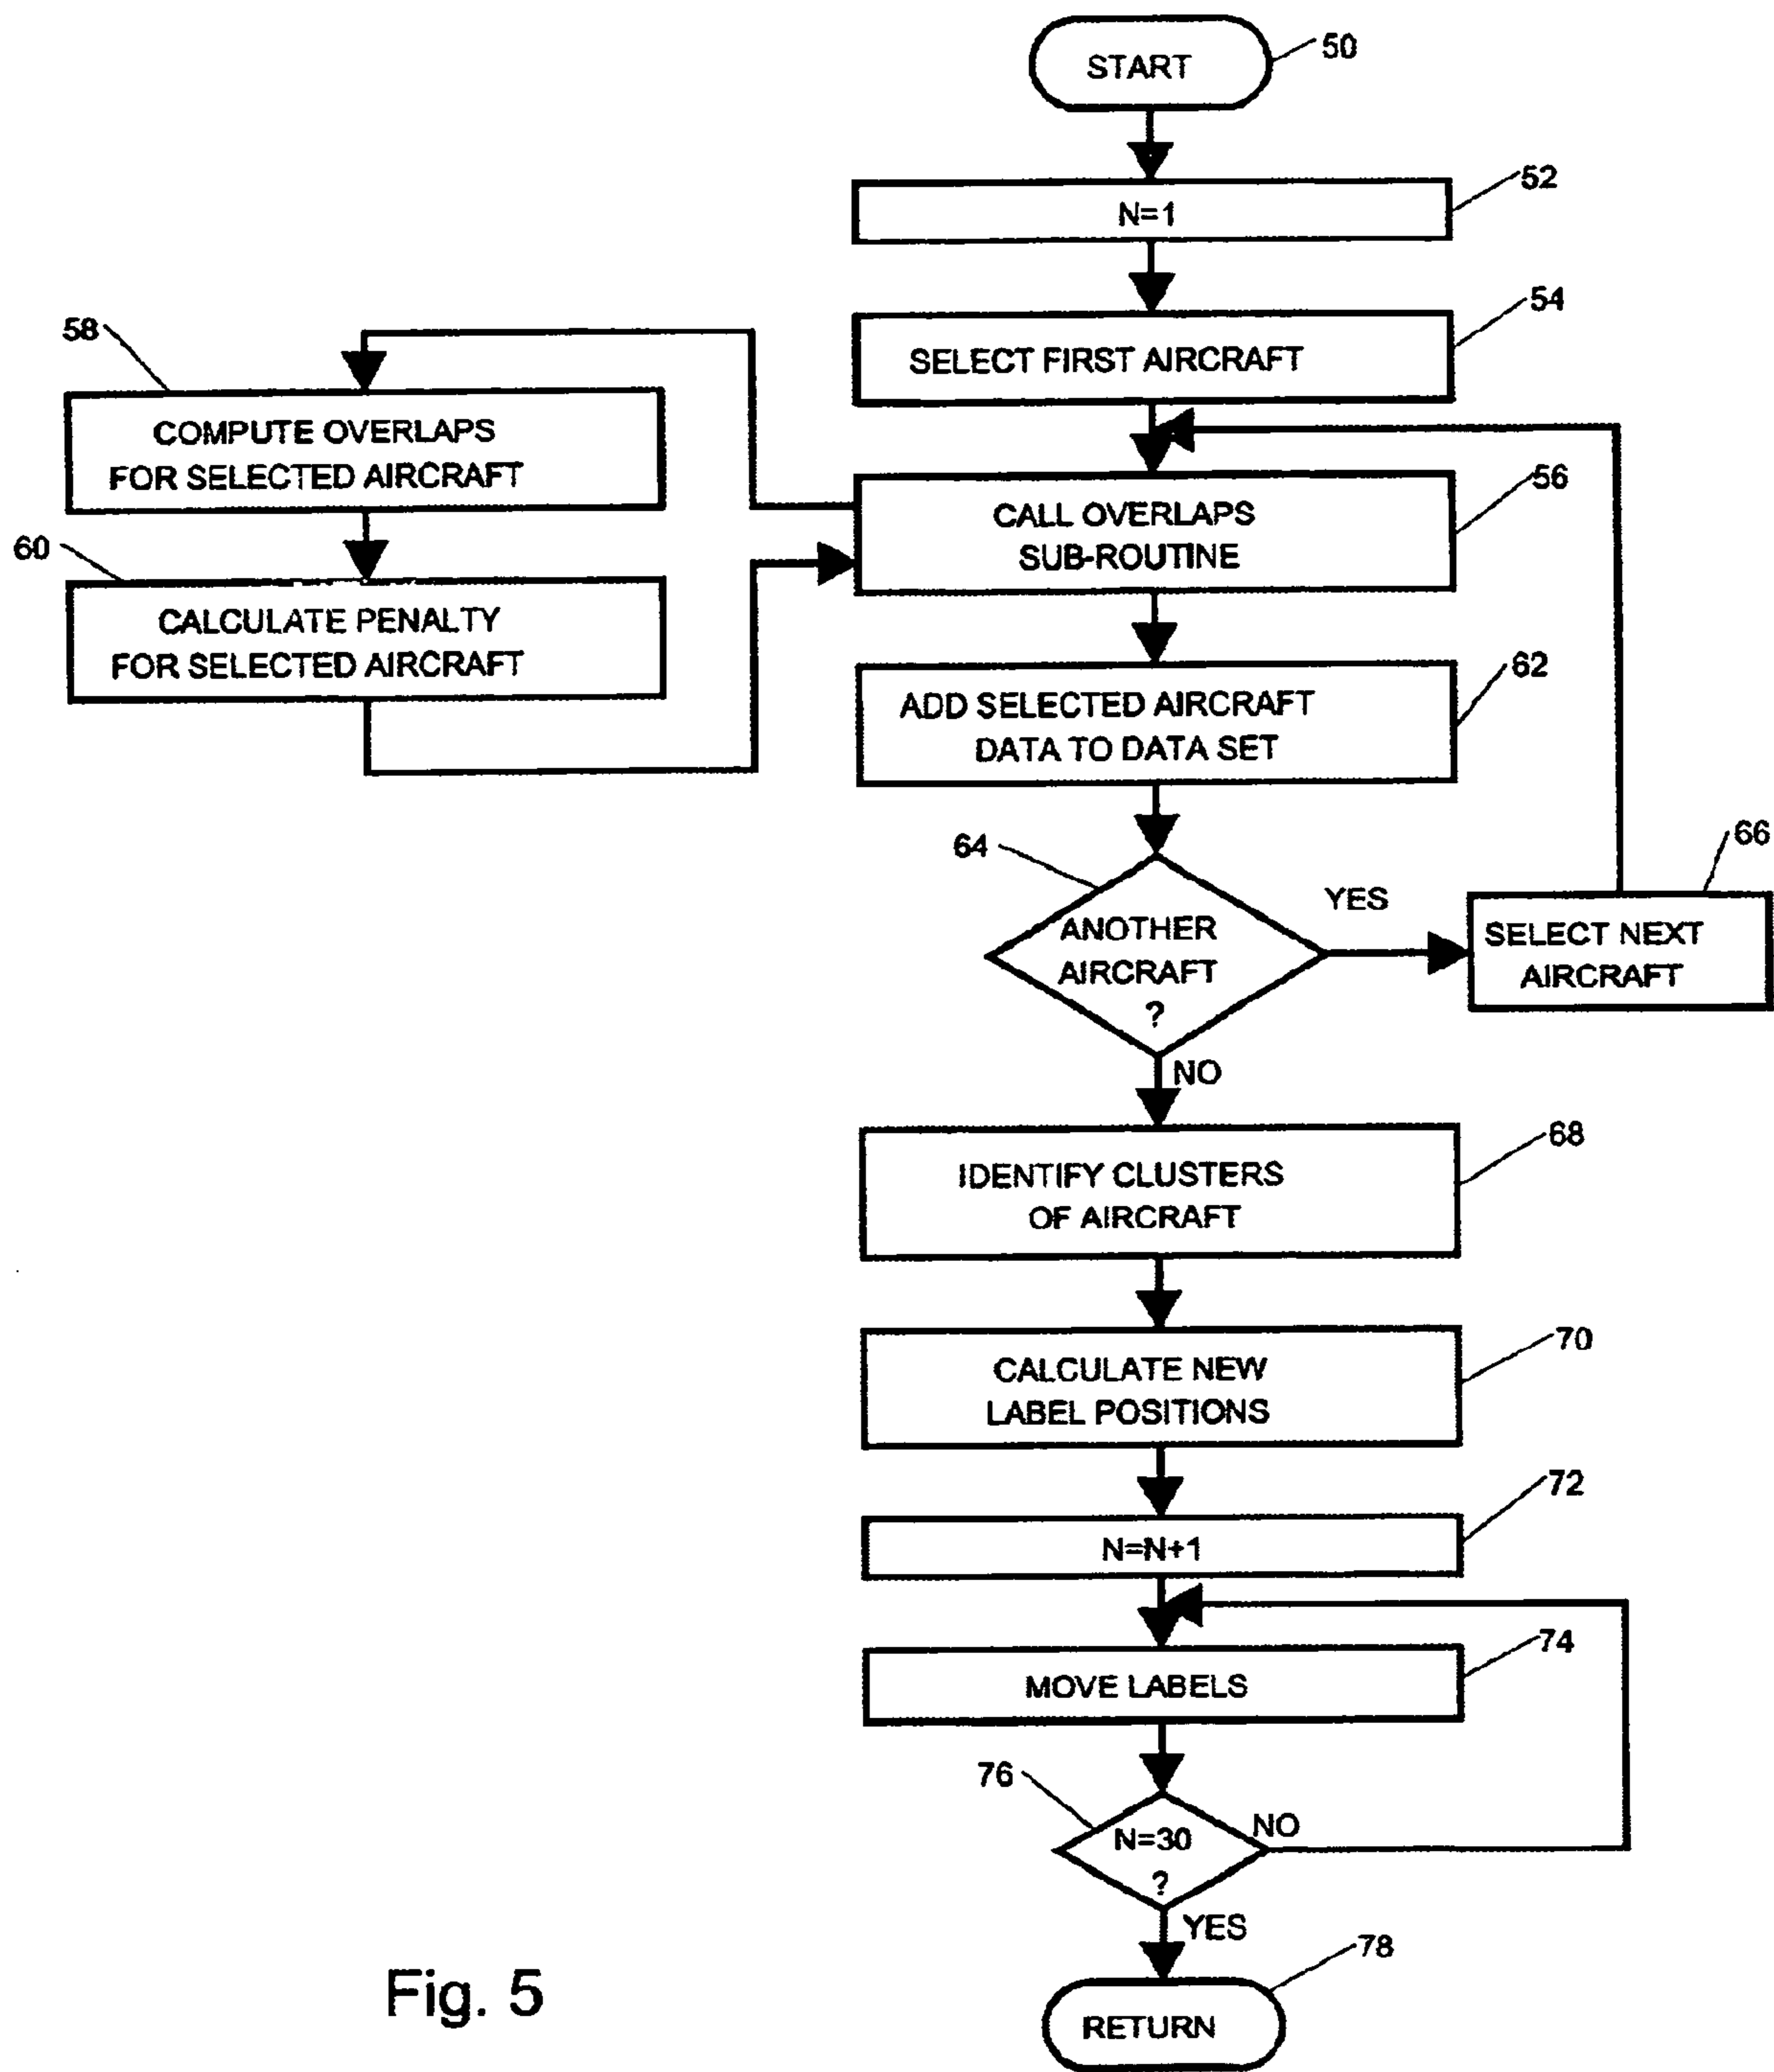 START
50
N=1
52
SELECT FIRST AIRCRAFT
54
58
COMPUTE OVERLAPS
FOR SELECTED AIRCRAFT
CALL OVERLAPS
SUB-ROUTINE
56
60
CALCULATE PENALTY
FOR SELECTED AIRCRAFT
ADD SELECTED AIRCRAFT
DATA TO DATA SET
62
64
ANOTHER
AIRCRAFT
?
YES
66
SELECT NEXT
AIRCRAFT
NO
IDENTIFY CLUSTERS
OF AIRCRAFT
68
CALCULATE NEW
LABEL POSITIONS
70
N=N+1
72
MOVE LABELS
74
76
N=30
?
NO
YES
78
RETURN
Fig. 5